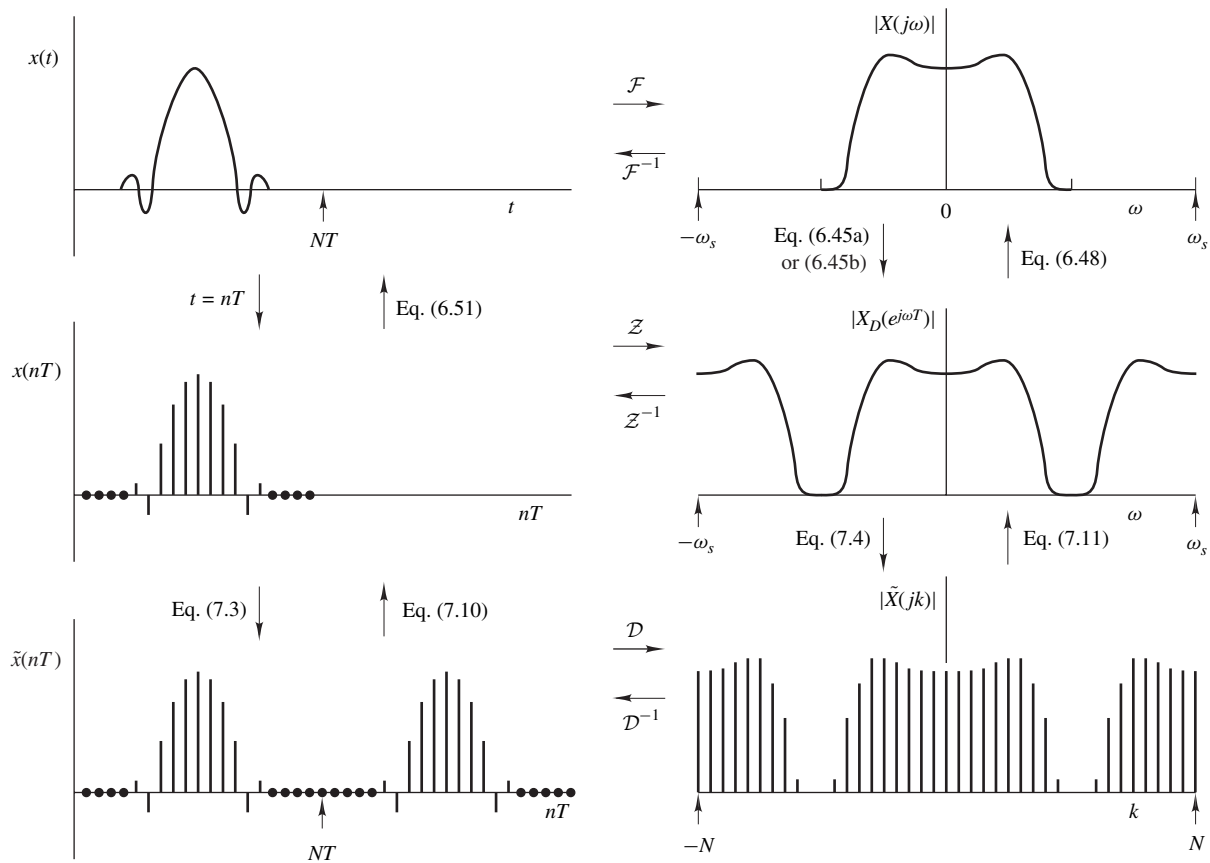 x(t)
t
NT
|X(jω)|
ℱ
ℱ⁻¹
0
ω
−ωₛ
ωₛ
t = nT
Eq. (6.51)
Eq. (6.45a)
or (6.45b)
Eq. (6.48)
x(nT)
nT
𝒵
𝒵⁻¹
|X_D(e^{jωT})|
ω
−ωₛ
ωₛ
Eq. (7.3)
Eq. (7.10)
Eq. (7.4)
Eq. (7.11)
x̃(nT)
nT
NT
𝒟
𝒟⁻¹
|X̃(jk)|
k
−N
N